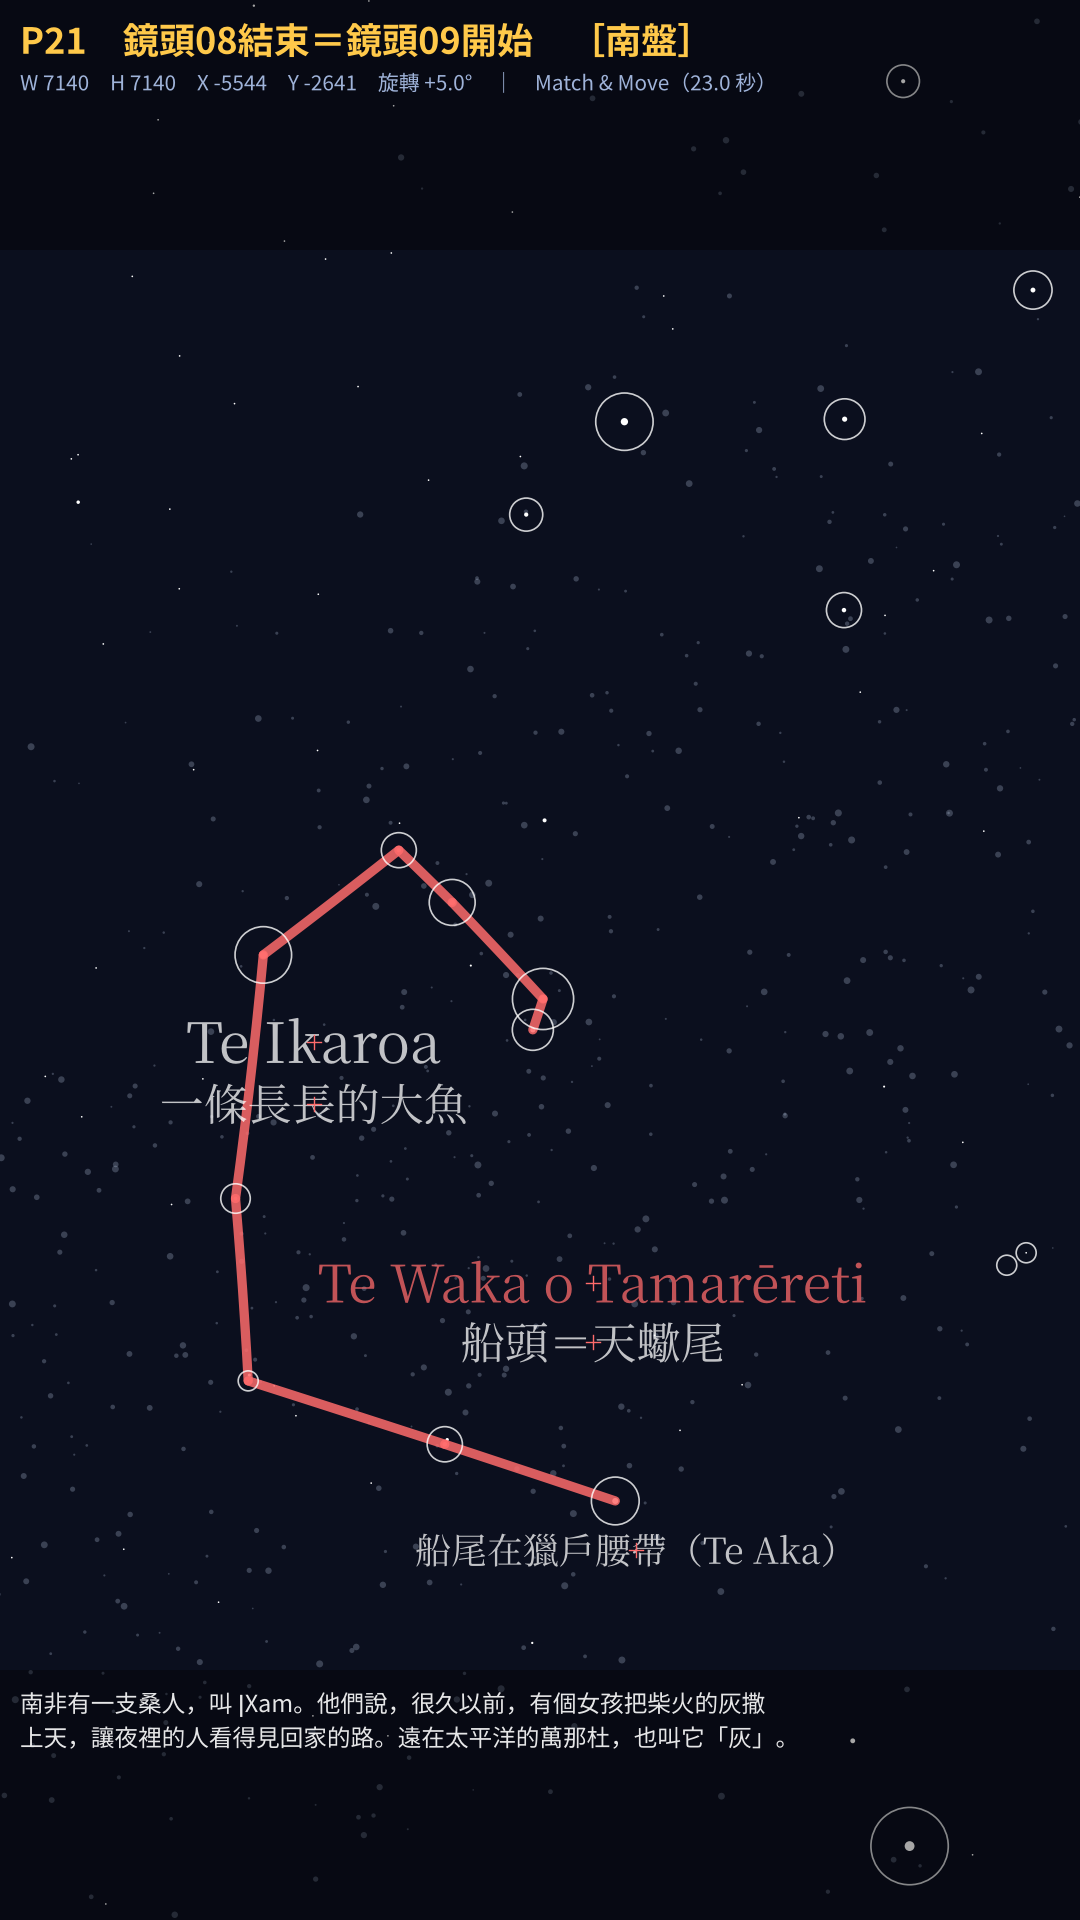 P21 鏡頭08結束＝鏡頭09開始 ［南盤］
W 7140 H 7140 X -5544 Y -2641 旋轉 +5.0° ｜ Match & Move（23.0 秒）
Te Ikaroa
一條長長的大魚
Te Waka o Tamarēreti
船頭＝天蠍尾
船尾在獵戶腰帶（Te Aka）
南非有一支桑人，叫 |Xam。他們說，很久以前，有個女孩把柴火的灰撒
上天，讓夜裡的人看得見回家的路。遠在太平洋的萬那杜，也叫它「灰」。